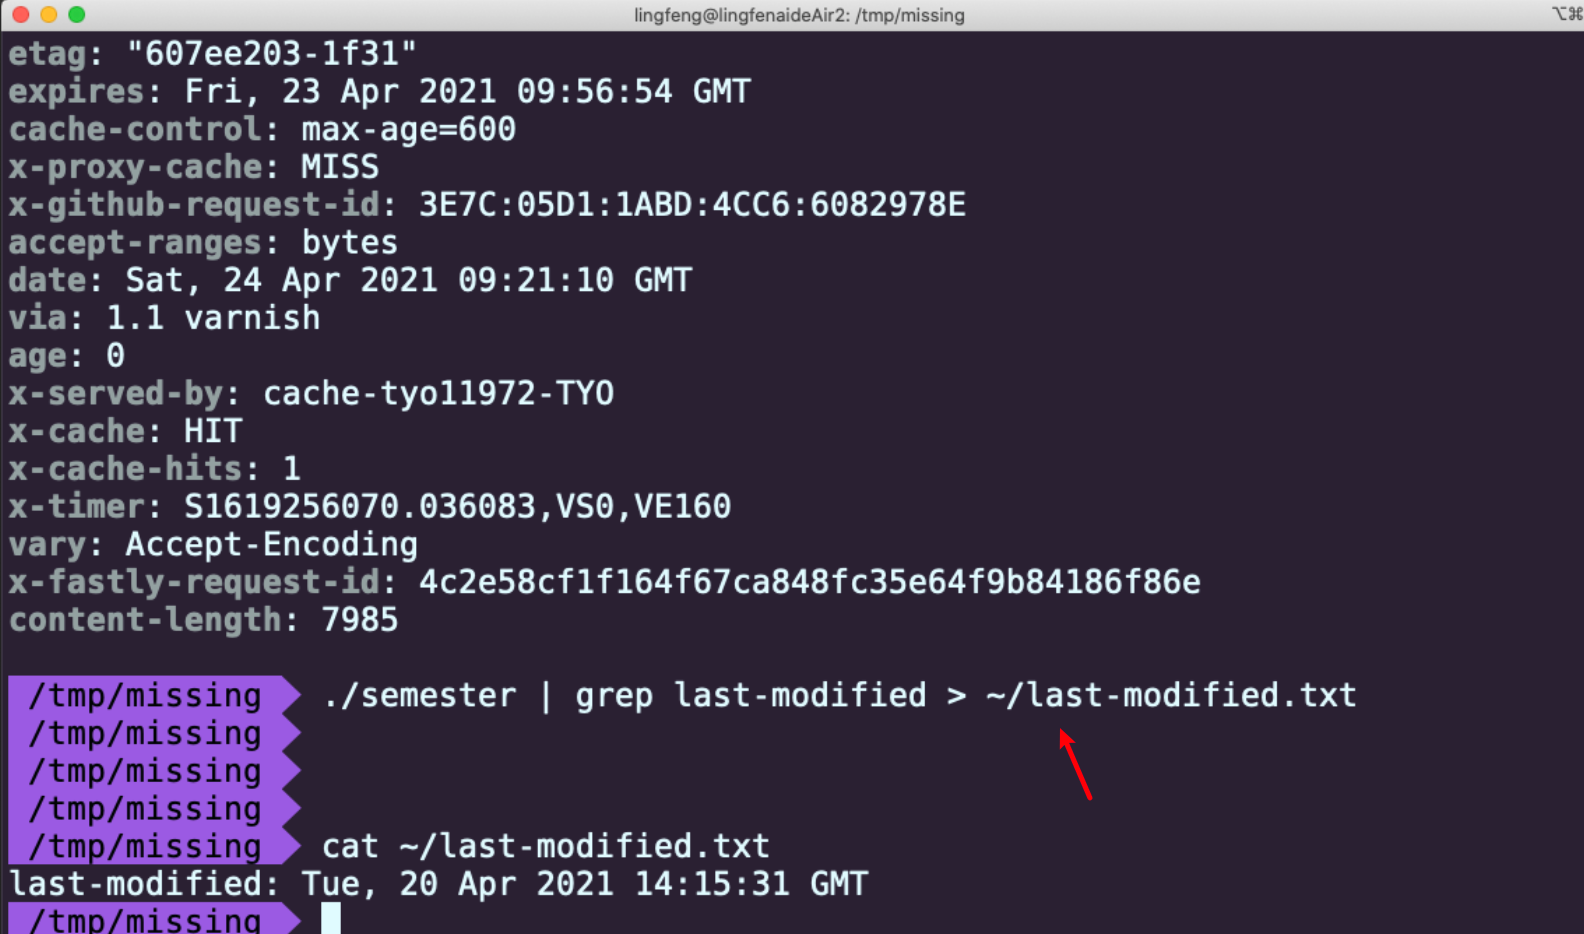 lingfeng@lingfenaideAir2: /tmp/missing
⌥⌘
etag: "607ee203-1f31"
expires: Fri, 23 Apr 2021 09:56:54 GMT
cache-control: max-age=600
x-proxy-cache: MISS
x-github-request-id: 3E7C:05D1:1ABD:4CC6:6082978E
accept-ranges: bytes
date: Sat, 24 Apr 2021 09:21:10 GMT
via: 1.1 varnish
age: 0
x-served-by: cache-tyo11972-TYO
x-cache: HIT
x-cache-hits: 1
x-timer: S1619256070.036083,VS0,VE160
vary: Accept-Encoding
x-fastly-request-id: 4c2e58cf1f164f67ca848fc35e64f9b84186f86e
content-length: 7985
/tmp/missing ./semester | grep last-modified > ~/last-modified.txt
/tmp/missing
/tmp/missing
/tmp/missing
/tmp/missing cat ~/last-modified.txt
last-modified: Tue, 20 Apr 2021 14:15:31 GMT
/tmp/missing